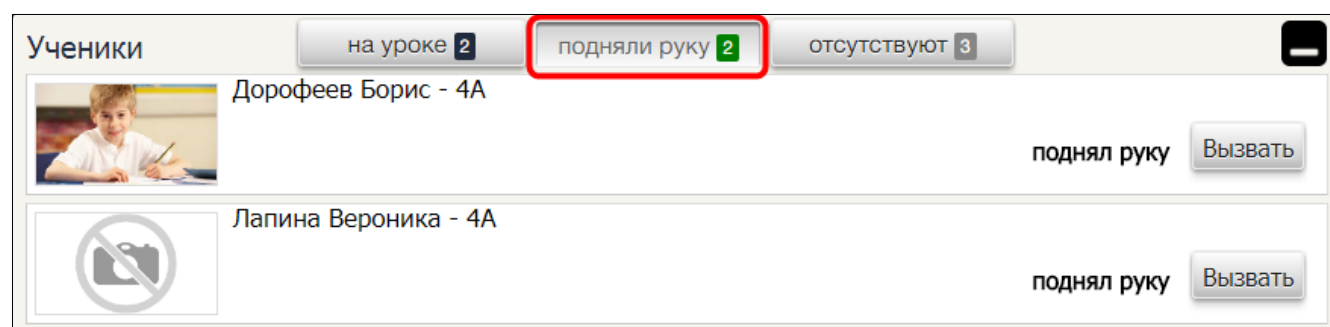 Ученики на уроке 2 подняли руку 2 отсутствуют 3
Дорофеев Борис - 4А
поднял руку Вызвать
Лапина Вероника - 4А
поднял руку Вызвать